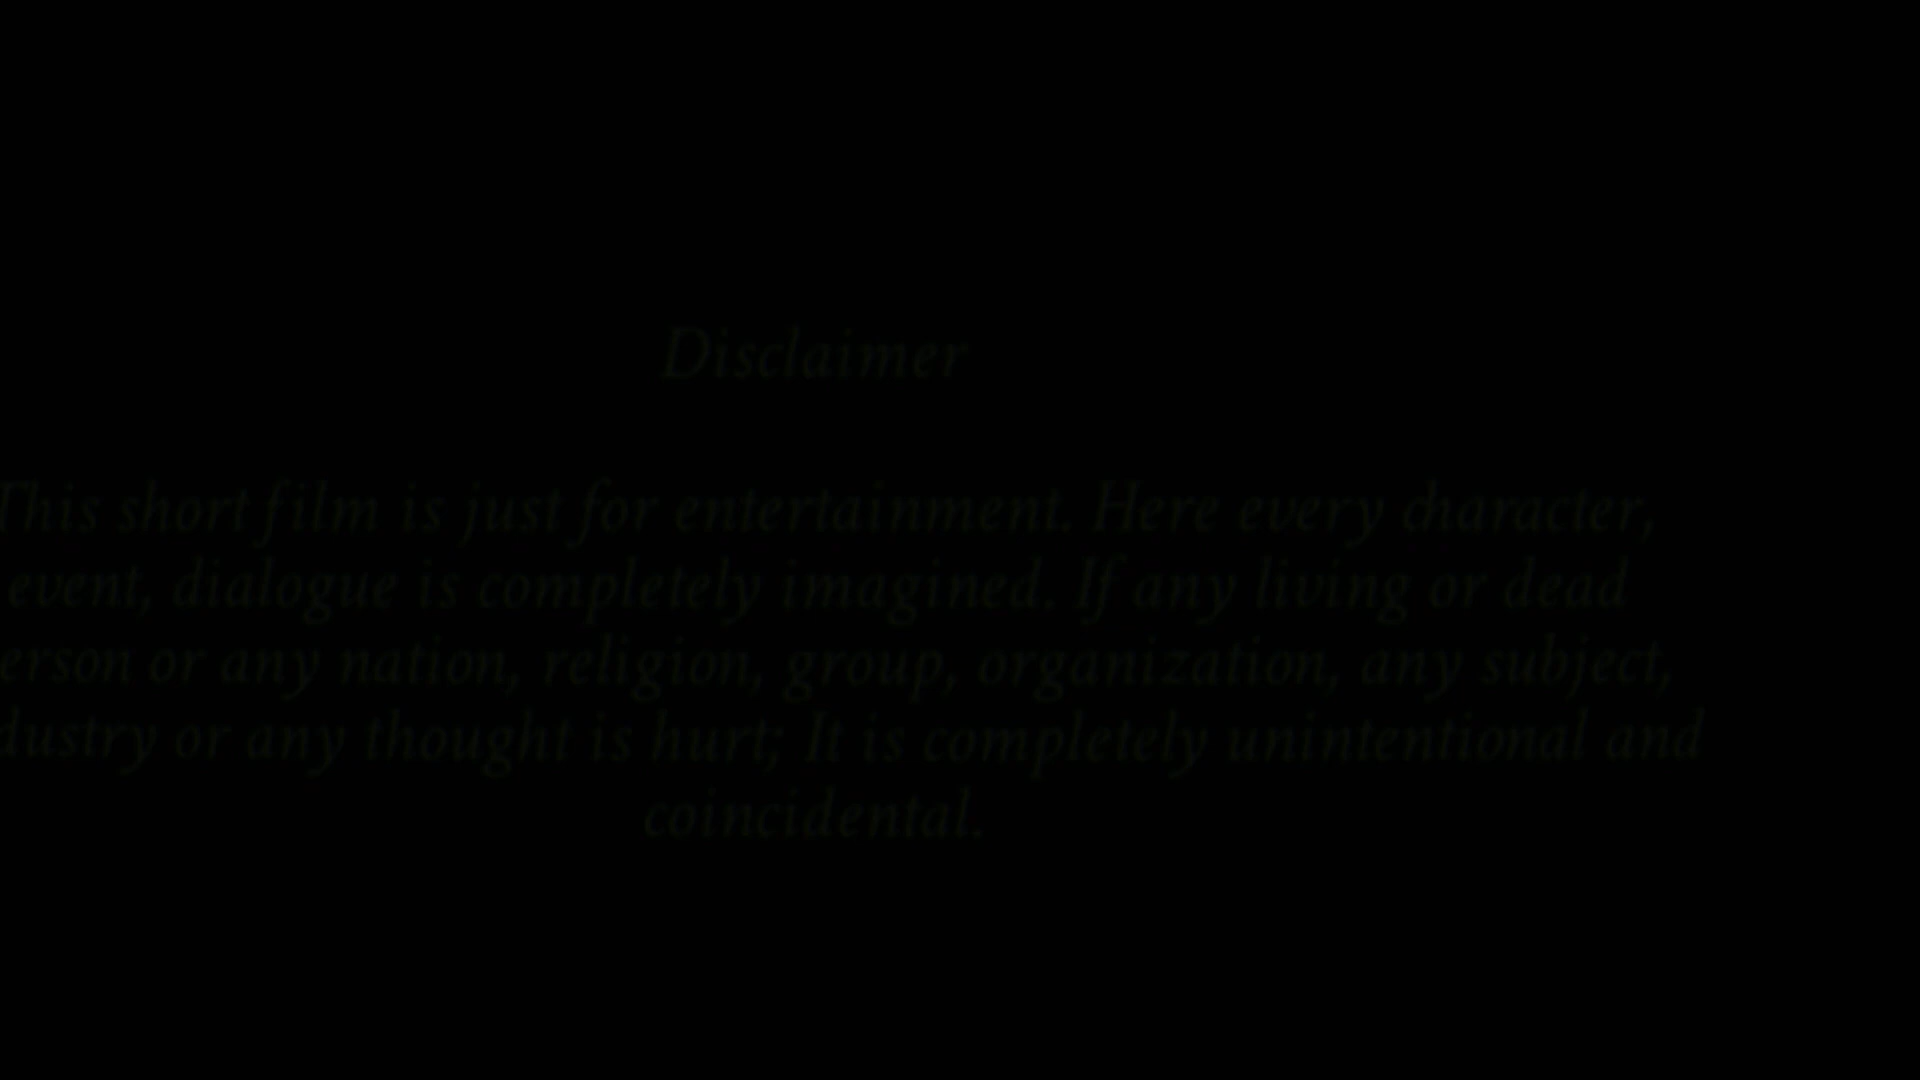 Disclaimer
This short film is just for entertainment. Here every character,
event, dialogue is completely imagined. If any living or dead
erson or any nation, religion, group, organization, any subject,
dustry or any thought is hurt; It is completely unintentional and
coincidental.